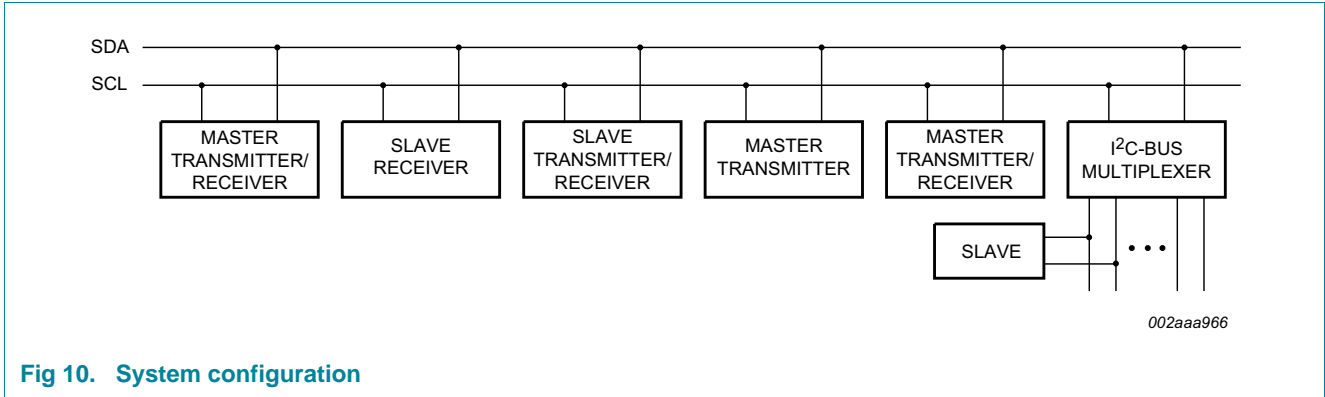 SDA
SCL
MASTER
TRANSMITTER/
RECEIVER
SLAVE
RECEIVER
SLAVE
TRANSMITTER/
RECEIVER
MASTER
TRANSMITTER
MASTER
TRANSMITTER/
RECEIVER
I²C-BUS
MULTIPLEXER
SLAVE
002aaa966
Fig 10. System configuration